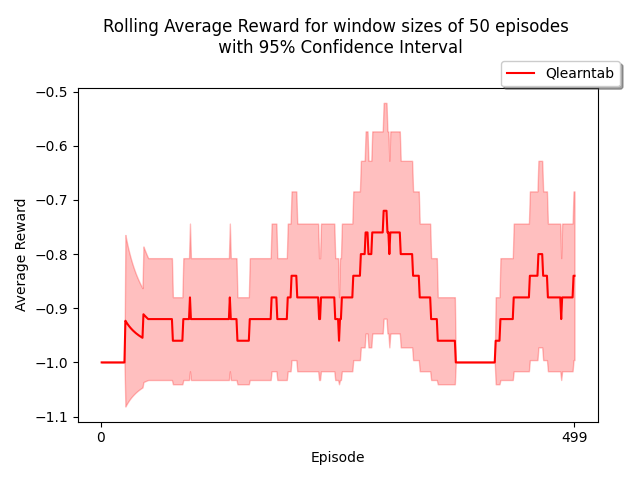 Rolling Average Reward for window sizes of 50 episodes
with 95% Confidence Interval
Qlearntab
−0.5
−0.6
−0.7
−0.8
−0.9
−1.0
−1.1
Average Reward
0
499
Episode